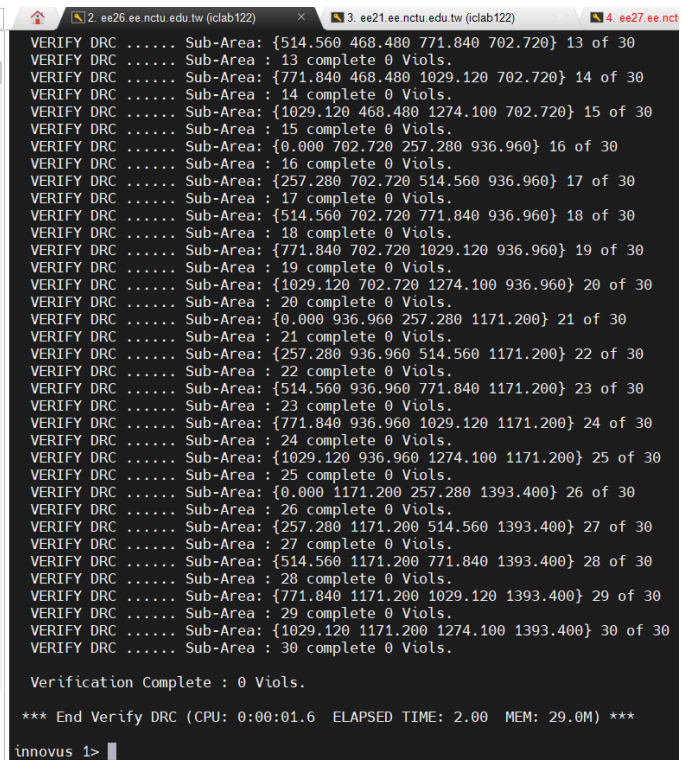 2. ee26.ee.nctu.edu.tw (iclab122) × 3. ee21.ee.nctu.edu.tw (iclab122) × 4. ee27.ee.nct
VERIFY DRC ...... Sub-Area: {514.560 468.480 771.840 702.720} 13 of 30
VERIFY DRC ...... Sub-Area : 13 complete 0 Viols.
VERIFY DRC ...... Sub-Area: {771.840 468.480 1029.120 702.720} 14 of 30
VERIFY DRC ...... Sub-Area : 14 complete 0 Viols.
VERIFY DRC ...... Sub-Area: {1029.120 468.480 1274.100 702.720} 15 of 30
VERIFY DRC ...... Sub-Area : 15 complete 0 Viols.
VERIFY DRC ...... Sub-Area: {0.000 702.720 257.280 936.960} 16 of 30
VERIFY DRC ...... Sub-Area : 16 complete 0 Viols.
VERIFY DRC ...... Sub-Area: {257.280 702.720 514.560 936.960} 17 of 30
VERIFY DRC ...... Sub-Area : 17 complete 0 Viols.
VERIFY DRC ...... Sub-Area: {514.560 702.720 771.840 936.960} 18 of 30
VERIFY DRC ...... Sub-Area : 18 complete 0 Viols.
VERIFY DRC ...... Sub-Area: {771.840 702.720 1029.120 936.960} 19 of 30
VERIFY DRC ...... Sub-Area : 19 complete 0 Viols.
VERIFY DRC ...... Sub-Area: {1029.120 702.720 1274.100 936.960} 20 of 30
VERIFY DRC ...... Sub-Area : 20 complete 0 Viols.
VERIFY DRC ...... Sub-Area: {0.000 936.960 257.280 1171.200} 21 of 30
VERIFY DRC ...... Sub-Area : 21 complete 0 Viols.
VERIFY DRC ...... Sub-Area: {257.280 936.960 514.560 1171.200} 22 of 30
VERIFY DRC ...... Sub-Area : 22 complete 0 Viols.
VERIFY DRC ...... Sub-Area: {514.560 936.960 771.840 1171.200} 23 of 30
VERIFY DRC ...... Sub-Area : 23 complete 0 Viols.
VERIFY DRC ...... Sub-Area: {771.840 936.960 1029.120 1171.200} 24 of 30
VERIFY DRC ...... Sub-Area : 24 complete 0 Viols.
VERIFY DRC ...... Sub-Area: {1029.120 936.960 1274.100 1171.200} 25 of 30
VERIFY DRC ...... Sub-Area : 25 complete 0 Viols.
VERIFY DRC ...... Sub-Area: {0.000 1171.200 257.280 1393.400} 26 of 30
VERIFY DRC ...... Sub-Area : 26 complete 0 Viols.
VERIFY DRC ...... Sub-Area: {257.280 1171.200 514.560 1393.400} 27 of 30
VERIFY DRC ...... Sub-Area : 27 complete 0 Viols.
VERIFY DRC ...... Sub-Area: {514.560 1171.200 771.840 1393.400} 28 of 30
VERIFY DRC ...... Sub-Area : 28 complete 0 Viols.
VERIFY DRC ...... Sub-Area: {771.840 1171.200 1029.120 1393.400} 29 of 30
VERIFY DRC ...... Sub-Area : 29 complete 0 Viols.
VERIFY DRC ...... Sub-Area: {1029.120 1171.200 1274.100 1393.400} 30 of 30
VERIFY DRC ...... Sub-Area : 30 complete 0 Viols.
Verification Complete : 0 Viols.
*** End Verify DRC (CPU: 0:00:01.6 ELAPSED TIME: 2.00 MEM: 29.0M) ***
innovus 1>